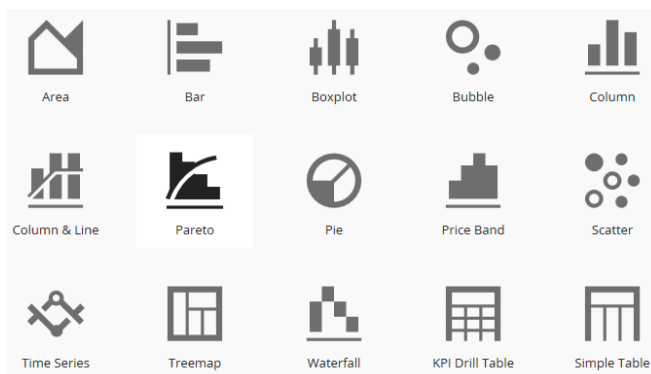 Area
Bar
Boxplot
Bubble
Column
Column & Line
Pareto
Pie
Price Band
Scatter
Time Series
Treemap
Waterfall
KPI Drill Table
Simple Table